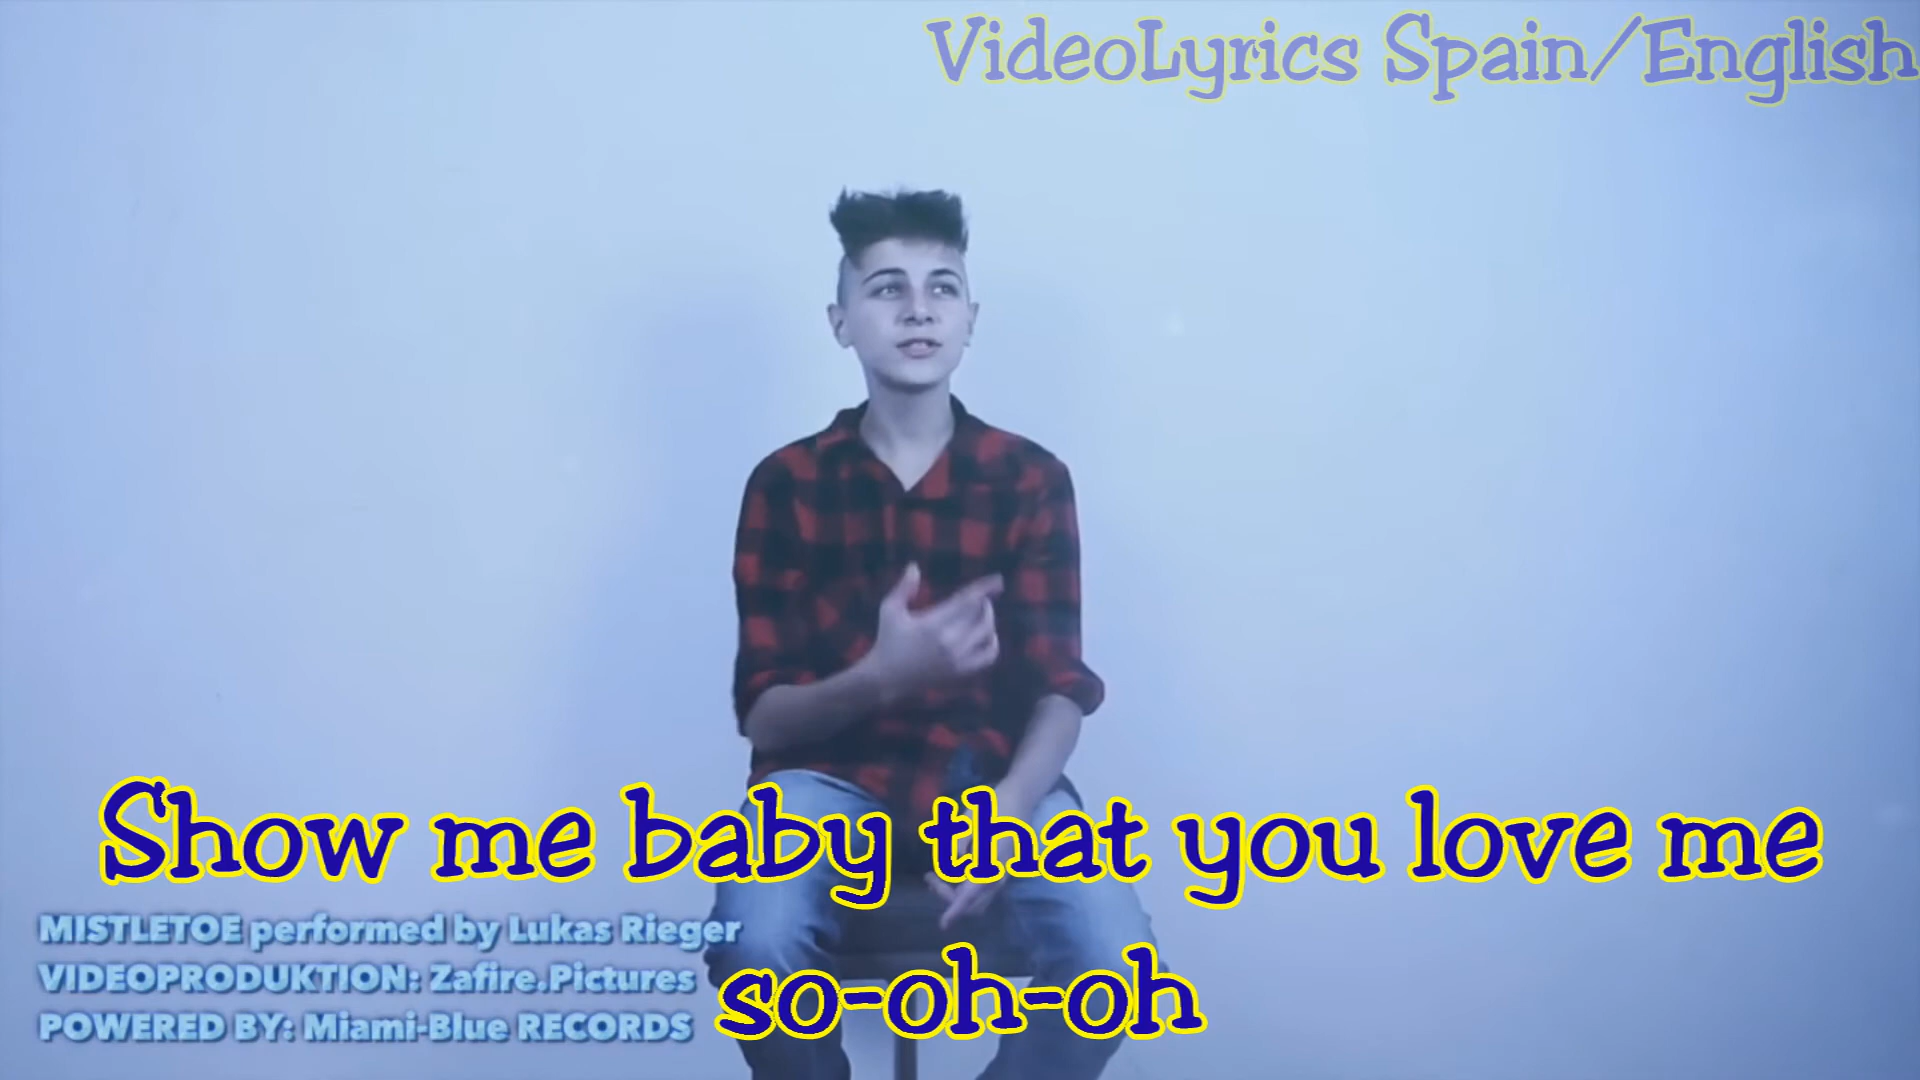 VideoLyrics Spain/English
Show me baby that you love me
so-oh-oh
MISTLETOE performed by Lukas Rieger
VIDEOPRODUKTION: Zafire.Pictures
POWERED BY: Miami-Blue RECORDS